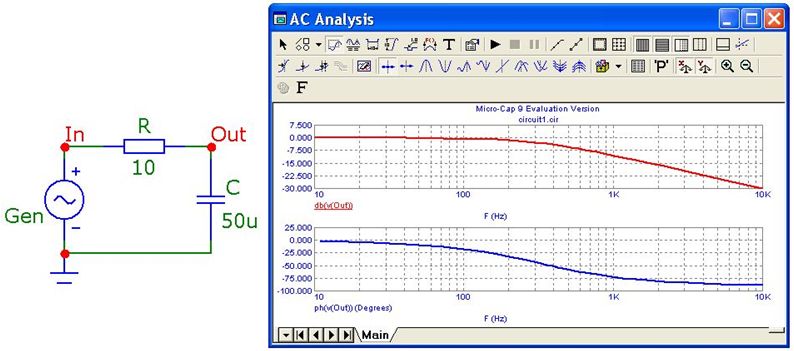 In
R
Out
10
+
Gen
−
C
50u
AC Analysis
T
'P'
F
Micro-Cap 9 Evaluation Version
circuit1.cir
7.500
0.000
-7.500
-15.000
-22.500
-30.000
10 100 1K 10K
db(v(Out))
F (Hz)
25.000
0.000
-25.000
-50.000
-75.000
-100.000
10 100 1K 10K
ph(v(Out)) (Degrees)
F (Hz)
Main